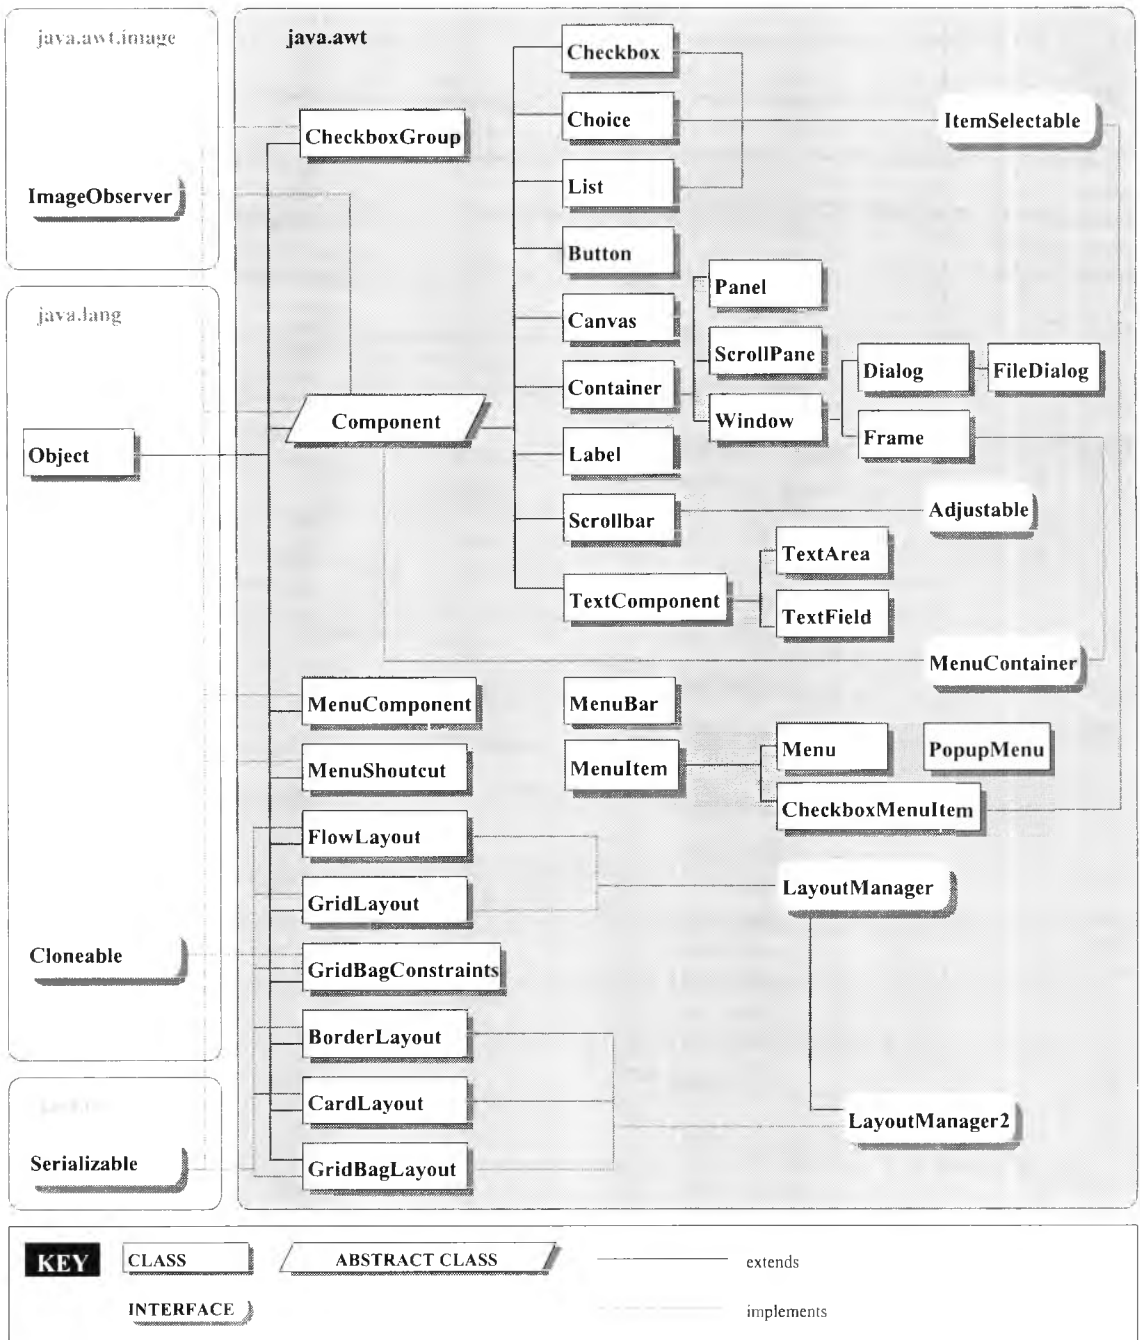 java.awt.image
java.awt
Checkbox
CheckboxGroup
Choice
ItemSelectable
ImageObserver
List
Button
Panel
java.lang
Canvas
ScrollPane
Dialog
FileDialog
Container
Component
Window
Frame
Object
Label
Scrollbar
Adjustable
TextArea
TextComponent
TextField
MenuContainer
MenuComponent
MenuBar
Menu
PopupMenu
MenuShoutcut
MenuItem
CheckboxMenuItem
FlowLayout
LayoutManager
GridLayout
Cloneable
GridBagConstraints
BorderLayout
CardLayout
LayoutManager2
Serializable
GridBagLayout
KEY
CLASS
ABSTRACT CLASS
extends
INTERFACE
implements